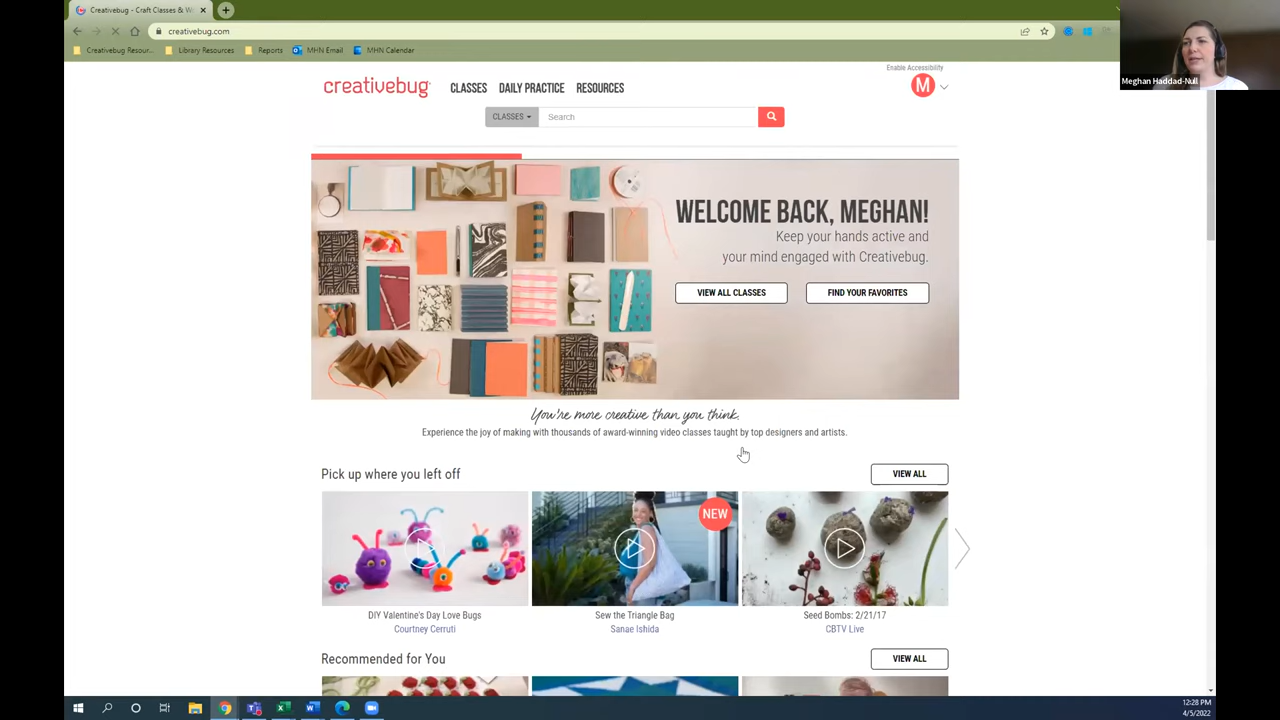 Creativebug - Craft Classes & W
creativebug.com
Creativebug Resour...
Library Resources
Reports
MHN Email
MHN Calendar
Meghan Haddad-Null
Enable Accessibility
creativebug
CLASSES
DAILY PRACTICE
RESOURCES
M
CLASSES
Search
WELCOME BACK, MEGHAN!
Keep your hands active and
your mind engaged with Creativebug.
VIEW ALL CLASSES
FIND YOUR FAVORITES
You're more creative than you think.
Experience the joy of making with thousands of award-winning video classes taught by top designers and artists.
Pick up where you left off
VIEW ALL
NEW
DIY Valentine's Day Love Bugs
Courtney Cerruti
Sew the Triangle Bag
Sanae Ishida
Seed Bombs: 2/21/17
CBTV Live
Recommended for You
VIEW ALL
12:28 PM
4/5/2022